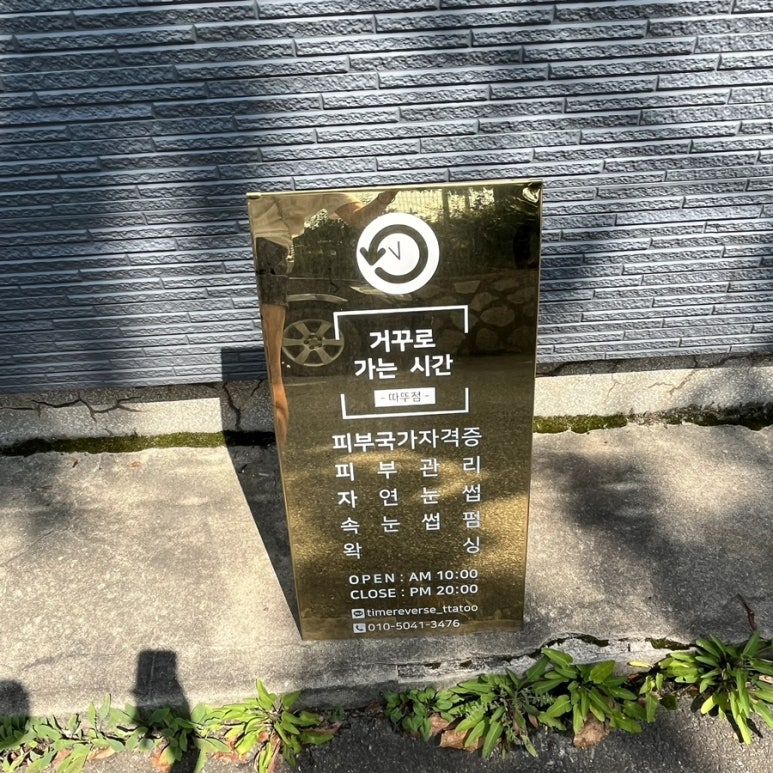 거꾸로
가는 시간
- 따뚜점 -
피부국가자격증
피부관리
자연눈썹
속눈썹펌
왁싱
OPEN : AM 10:00
CLOSE : PM 20:00
timereverse_ttatoo
010-5041-3476